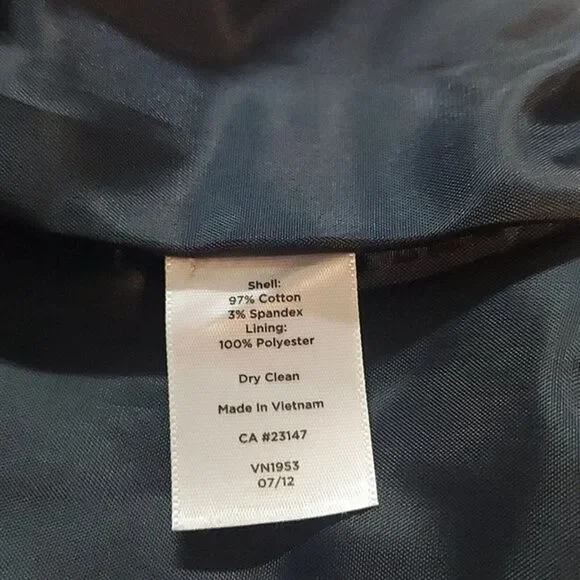 Shell:
97% Cotton
3% Spandex
Lining:
100% Polyester
Dry Clean
Made In Vietnam
CA #23147
VN1953
07/12